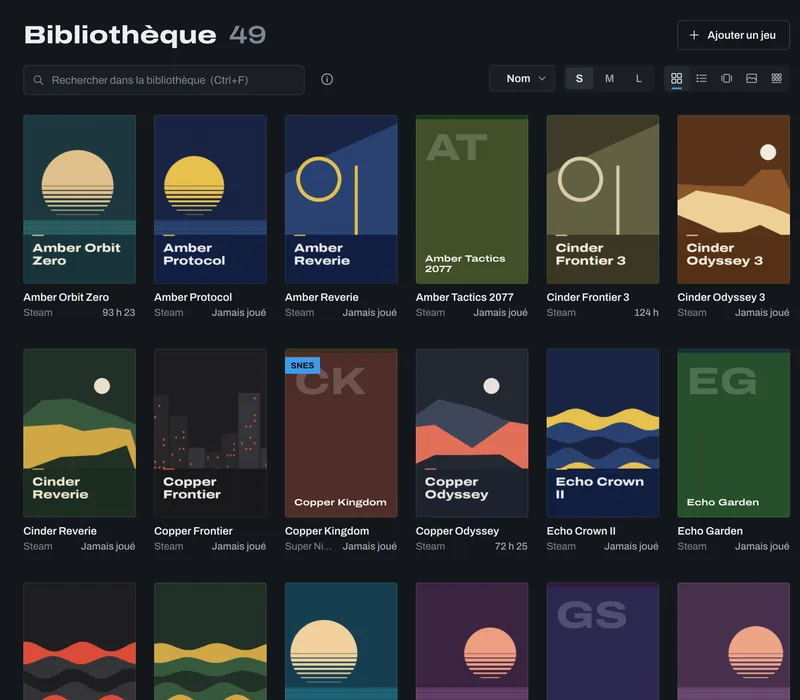 Bibliothèque 49
+ Ajouter un jeu
Rechercher dans la bibliothèque (Ctrl+F)
Nom
S M L
Amber Orbit
Zero
Amber
Protocol
Amber
Reverie
AT
Amber Tactics
2077
Cinder
Frontier 3
Cinder
Odyssey 3
Amber Orbit Zero
Steam 93 h 23
Amber Protocol
Steam Jamais joué
Amber Reverie
Steam Jamais joué
Amber Tactics 2077
Steam Jamais joué
Cinder Frontier 3
Steam 124 h
Cinder Odyssey 3
Steam Jamais joué
Cinder
Reverie
Copper
Frontier
SNES
CK
Copper Kingdom
Copper
Odyssey
Echo Crown
II
EG
Echo Garden
Cinder Reverie
Steam Jamais joué
Copper Frontier
Steam Jamais joué
Copper Kingdom
Super Ni... Jamais joué
Copper Odyssey
Steam 72 h 25
Echo Crown II
Steam Jamais joué
Echo Garden
Steam Jamais joué
GS